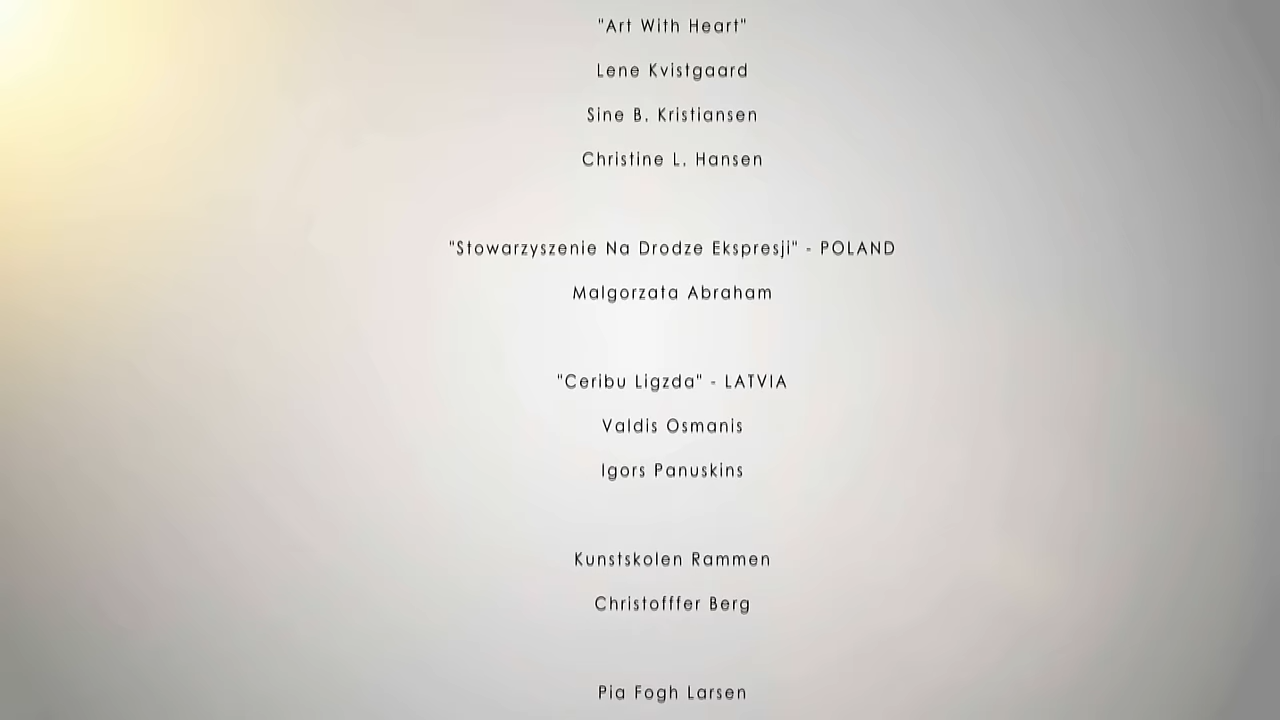 "Art With Heart"
Lene Kvistgaard
Sine B. Kristiansen
Christine L. Hansen
"Stowarzyszenie Na Drodze Ekspresji" - POLAND
Malgorzata Abraham
"Ceribu Ligzda" - LATVIA
Valdis Osmanis
Igors Panuskins
Kunstskolen Rammen
Christofffer Berg
Pia Fogh Larsen